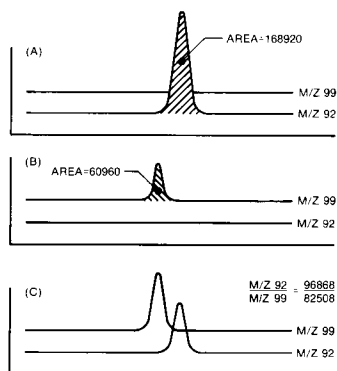 (A)
AREA=168920
M/Z 99
M/Z 92
(B)
AREA=60960
M/Z 99
M/Z 92
(C)
M/Z 92 = 96868
M/Z 99 82508
M/Z 99
M/Z 92